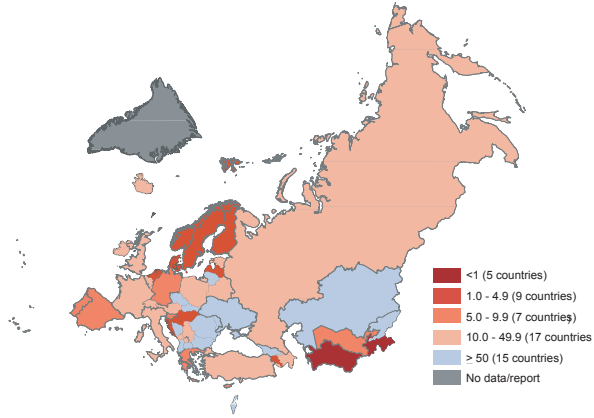 <1 (5 countries)
1.0 - 4.9 (9 countries)
5.0 - 9.9 (7 countries)
10.0 - 49.9 (17 countries
≥ 50 (15 countries)
No data/report